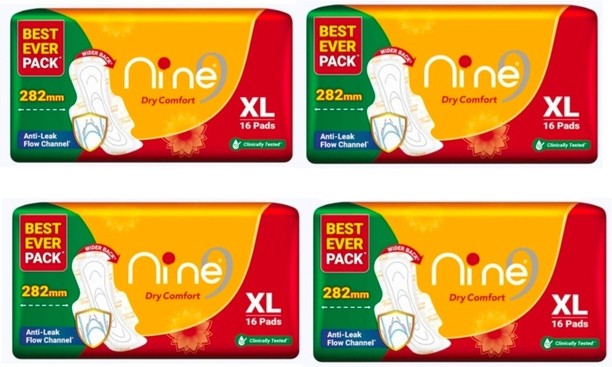 BEST
EVER
PACK*
WIDER BACK*
nine
282mm
Dry Comfort
XL
16 Pads
Anti-Leak
Flow Channel*
Clinically Tested*
BEST
EVER
PACK*
WIDER BACK*
nine
282mm
Dry Comfort
XL
16 Pads
Anti-Leak
Flow Channel*
Clinically Tested*
BEST
EVER
PACK*
WIDER BACK*
nine
282mm
Dry Comfort
XL
16 Pads
Anti-Leak
Flow Channel*
Clinically Tested*
BEST
EVER
PACK*
WIDER BACK*
nine
282mm
Dry Comfort
XL
16 Pads
Anti-Leak
Flow Channel*
Clinically Tested*